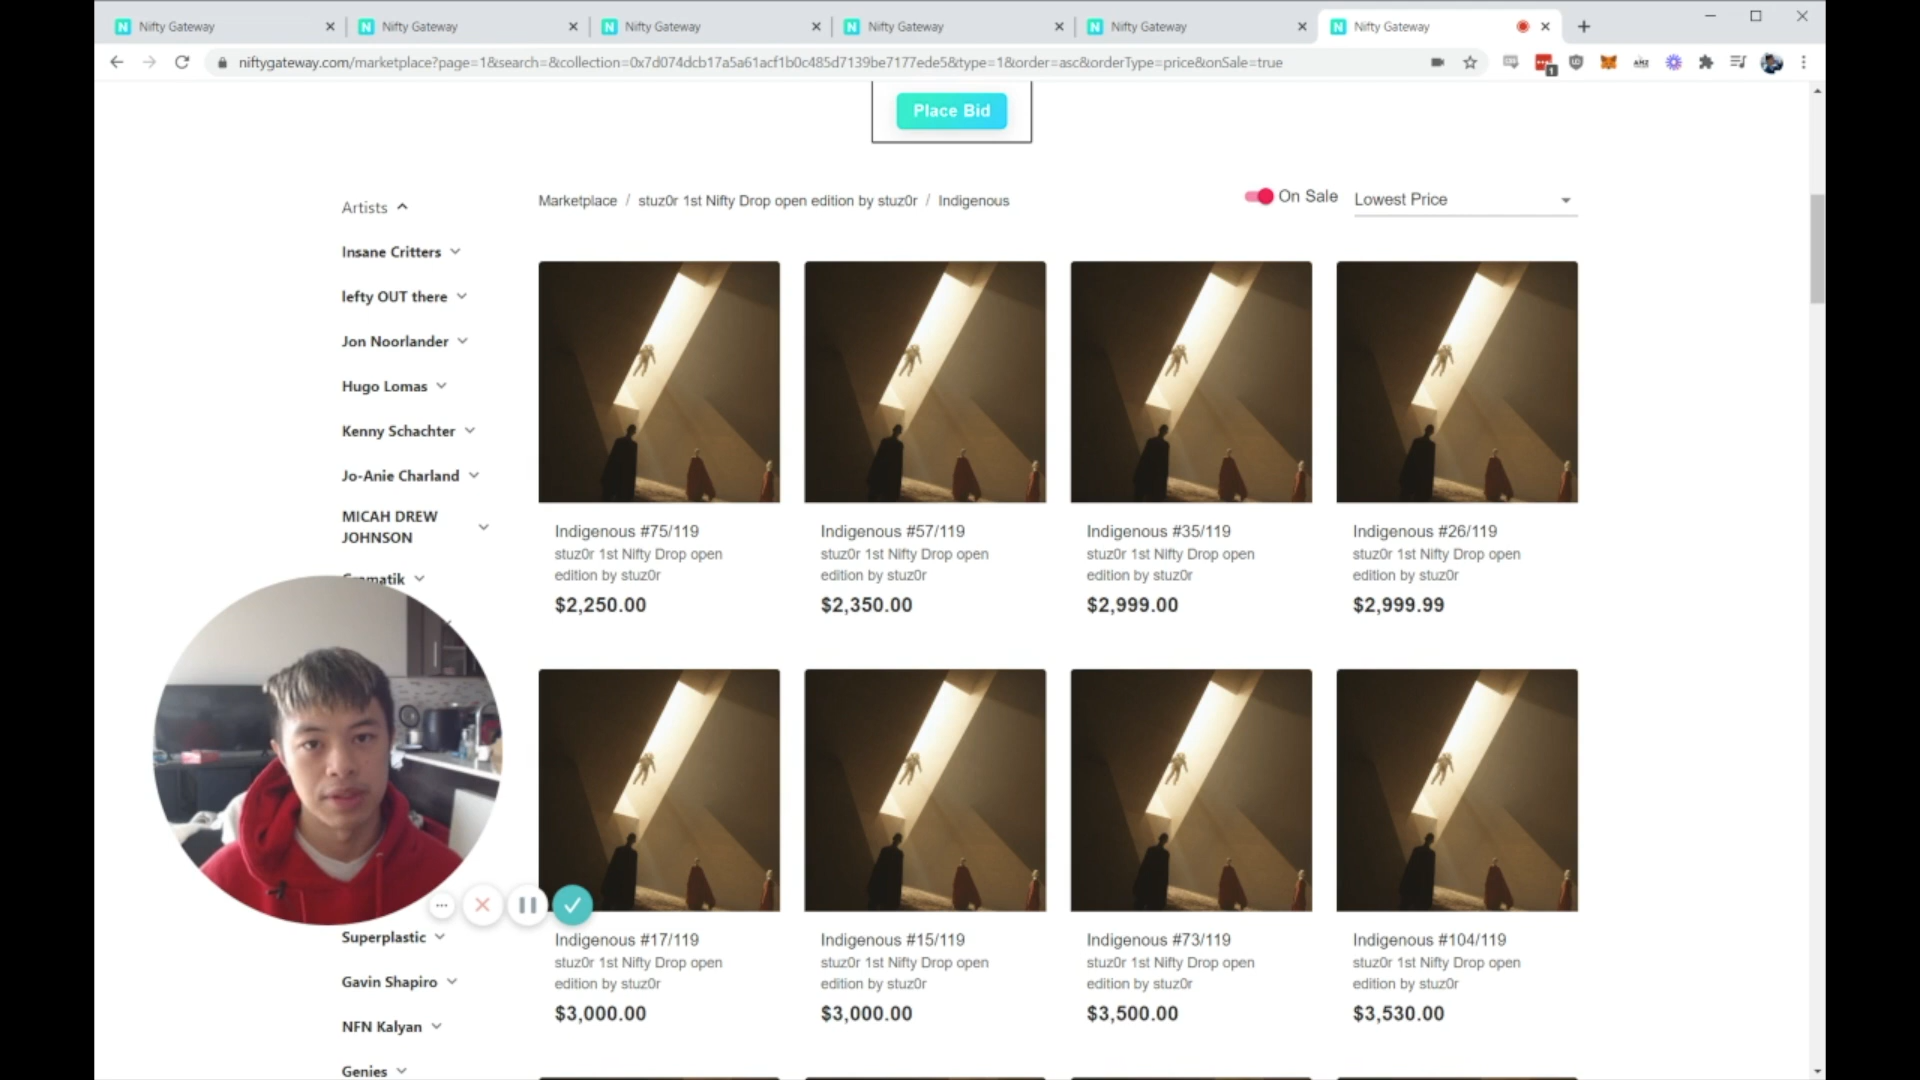 Nifty Gateway
Nifty Gateway
Nifty Gateway
Nifty Gateway
Nifty Gateway
Nifty Gateway
niftygateway.com/marketplace?page=1&search=&collection=0x7d074dcb17a5a61acf1b0c485d7139be7177ede5&type=1&order=asc&orderType=price&onSale=true
1
Place Bid
Marketplace / stuz0r 1st Nifty Drop open edition by stuz0r / Indigenous
On Sale
Lowest Price
Artists
Insane Critters
lefty OUT there
Jon Noorlander
Hugo Lomas
Kenny Schachter
Jo-Anie Charland
MICAH DREW
JOHNSON
Superplastic
Gavin Shapiro
NFN Kalyan
Genies
Indigenous #75/119
stuz0r 1st Nifty Drop open
edition by stuz0r
$2,250.00
Indigenous #57/119
stuz0r 1st Nifty Drop open
edition by stuz0r
$2,350.00
Indigenous #35/119
stuz0r 1st Nifty Drop open
edition by stuz0r
$2,999.00
Indigenous #26/119
stuz0r 1st Nifty Drop open
edition by stuz0r
$2,999.99
Indigenous #17/119
stuz0r 1st Nifty Drop open
edition by stuz0r
$3,000.00
Indigenous #15/119
stuz0r 1st Nifty Drop open
edition by stuz0r
$3,000.00
Indigenous #73/119
stuz0r 1st Nifty Drop open
edition by stuz0r
$3,500.00
Indigenous #104/119
stuz0r 1st Nifty Drop open
edition by stuz0r
$3,530.00